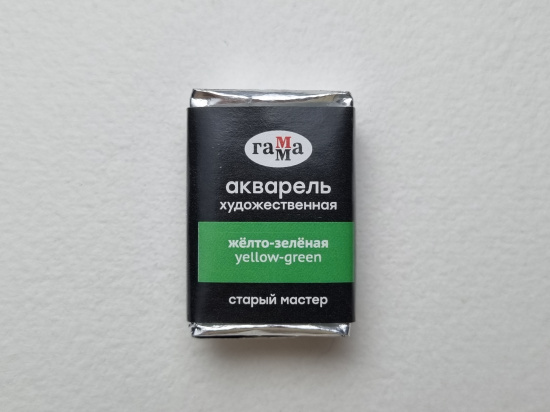 гамма
акварель
художественная
жёлто-зелёная
yellow-green
старый мастер